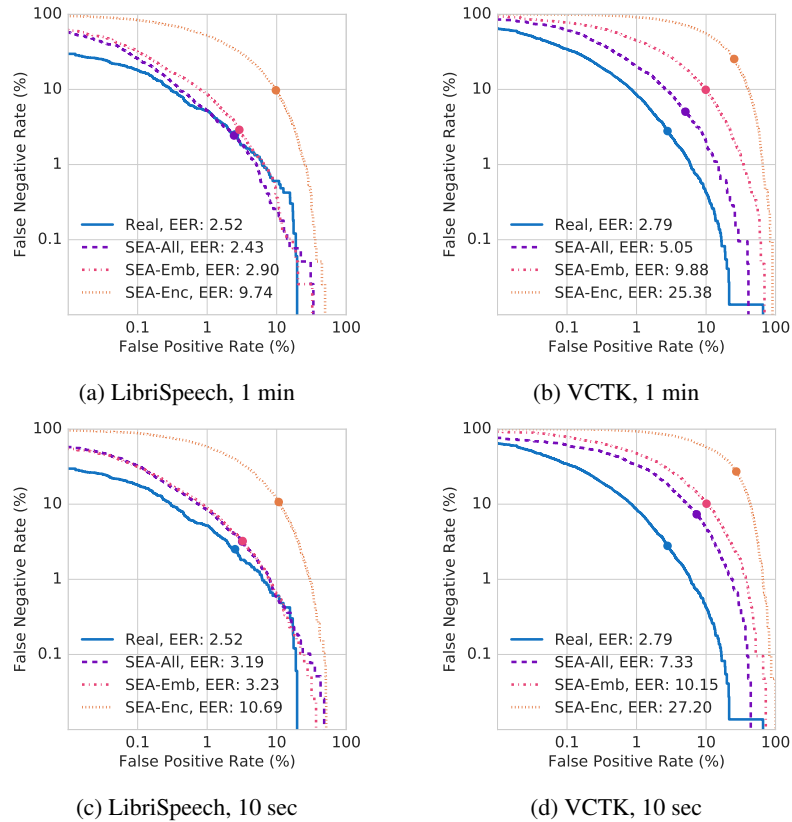 100
10
1
0.1
False Negative Rate (%)
Real, EER: 2.52
SEA-All, EER: 2.43
SEA-Emb, EER: 2.90
SEA-Enc, EER: 9.74
0.1 1 10 100
False Positive Rate (%)
(a) LibriSpeech, 1 min
100
10
1
0.1
False Negative Rate (%)
Real, EER: 2.79
SEA-All, EER: 5.05
SEA-Emb, EER: 9.88
SEA-Enc, EER: 25.38
0.1 1 10 100
False Positive Rate (%)
(b) VCTK, 1 min
100
10
1
0.1
False Negative Rate (%)
Real, EER: 2.52
SEA-All, EER: 3.19
SEA-Emb, EER: 3.23
SEA-Enc, EER: 10.69
0.1 1 10 100
False Positive Rate (%)
(c) LibriSpeech, 10 sec
100
10
1
0.1
False Negative Rate (%)
Real, EER: 2.79
SEA-All, EER: 7.33
SEA-Emb, EER: 10.15
SEA-Enc, EER: 27.20
0.1 1 10 100
False Positive Rate (%)
(d) VCTK, 10 sec